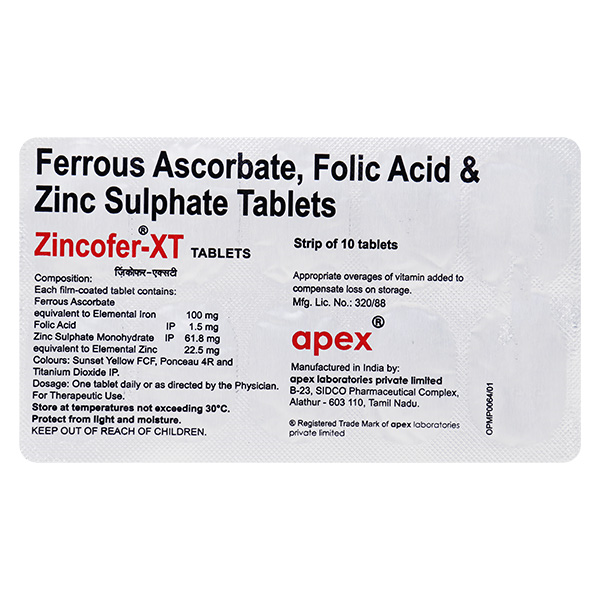 Ferrous Ascorbate, Folic Acid &
Zinc Sulphate Tablets
Zincofer®-XT TABLETS
ज़िंकोफर-एक्सटी
Composition:
Each film-coated tablet contains:
Ferrous Ascorbate
equivalent to Elemental Iron 100 mg
Folic Acid IP 1.5 mg
Zinc Sulphate Monohydrate IP 61.8 mg
equivalent to Elemental Zinc 22.5 mg
Colours: Sunset Yellow FCF, Ponceau 4R and
Titanium Dioxide IP.
Dosage: One tablet daily or as directed by the Physician.
For Therapeutic Use.
Store at temperatures not exceeding 30°C.
Protect from light and moisture.
KEEP OUT OF REACH OF CHILDREN.
Strip of 10 tablets
Appropriate overages of vitamin added to
compensate loss on storage.
Mfg. Lic. No.: 320/88
apex®
Manufactured in India by:
apex laboratories private limited
B-23, SIDCO Pharmaceutical Complex,
Alathur - 603 110, Tamil Nadu.
® Registered Trade Mark of apex laboratories
private limited
OPMP0064/01